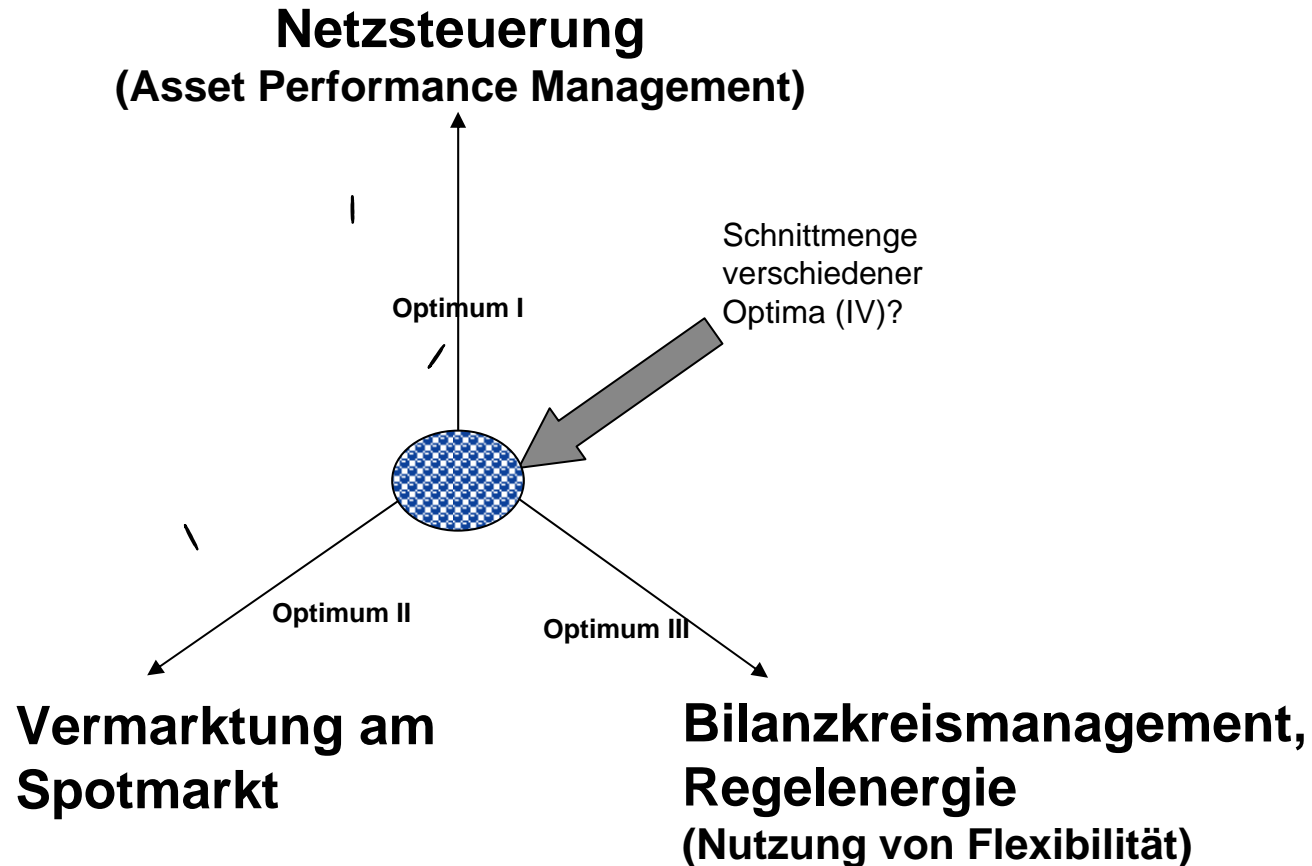 Netzsteuerung
(Asset Performance Management)
Schnittmenge
verschiedener
Optima (IV)?
Optimum I
Optimum II
Optimum III
Vermarktung am
Spotmarkt
Bilanzkreismanagement,
Regelenergie
(Nutzung von Flexibilität)